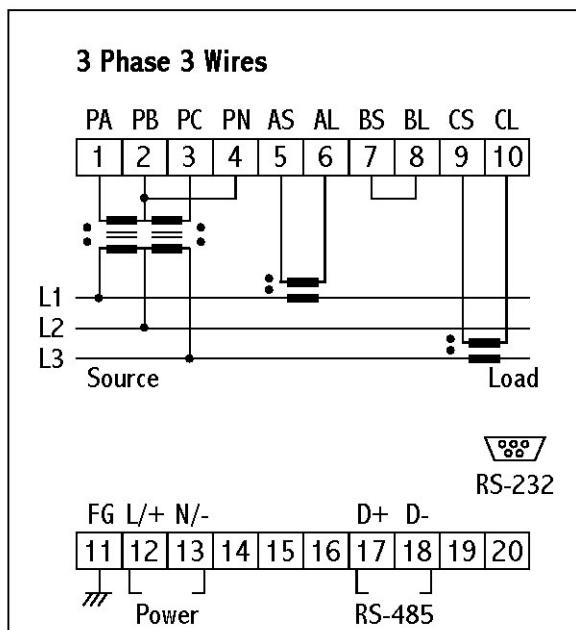 3 Phase 3 Wires
PA PB PC PN AS AL BS BL CS CL
1 2 3 4 5 6 7 8 9 10
L1
L2
L3
Source Load
RS-232
FG L/+ N/- D+ D-
11 12 13 14 15 16 17 18 19 20
Power RS-485